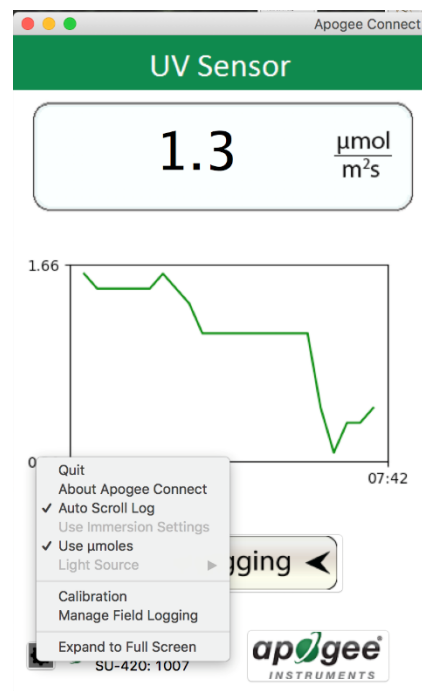 Apogee Connect
UV Sensor
1.3 µmol
m²s
1.66
07:42
Quit
About Apogee Connect
✓ Auto Scroll Log
Use Immersion Settings
✓ Use µmoles
Light Source
Calibration
Manage Field Logging
Expand to Full Screen
SU-420: 1007
apogee
INSTRUMENTS